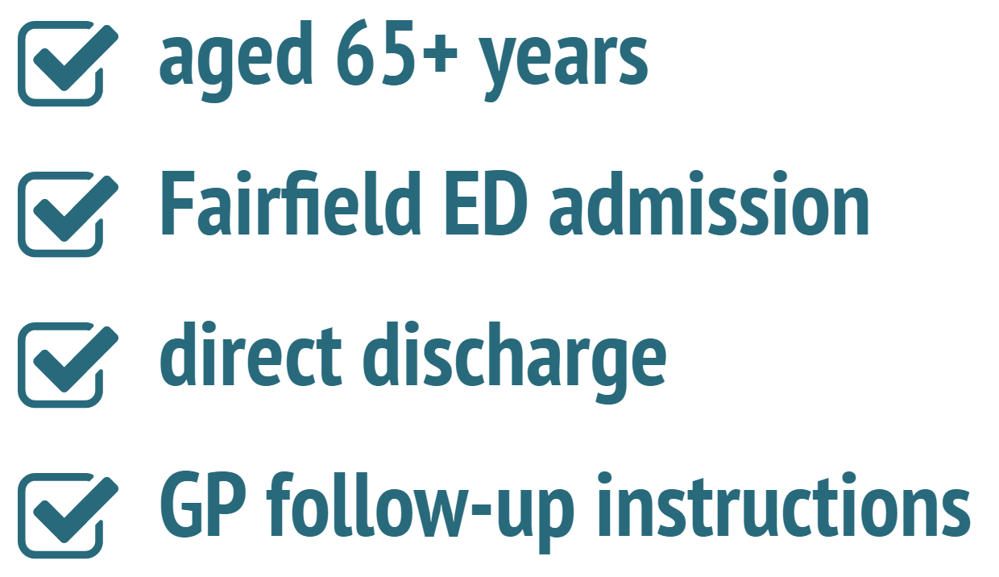 aged 65+ years
Fairfield ED admission
direct discharge
GP follow-up instructions